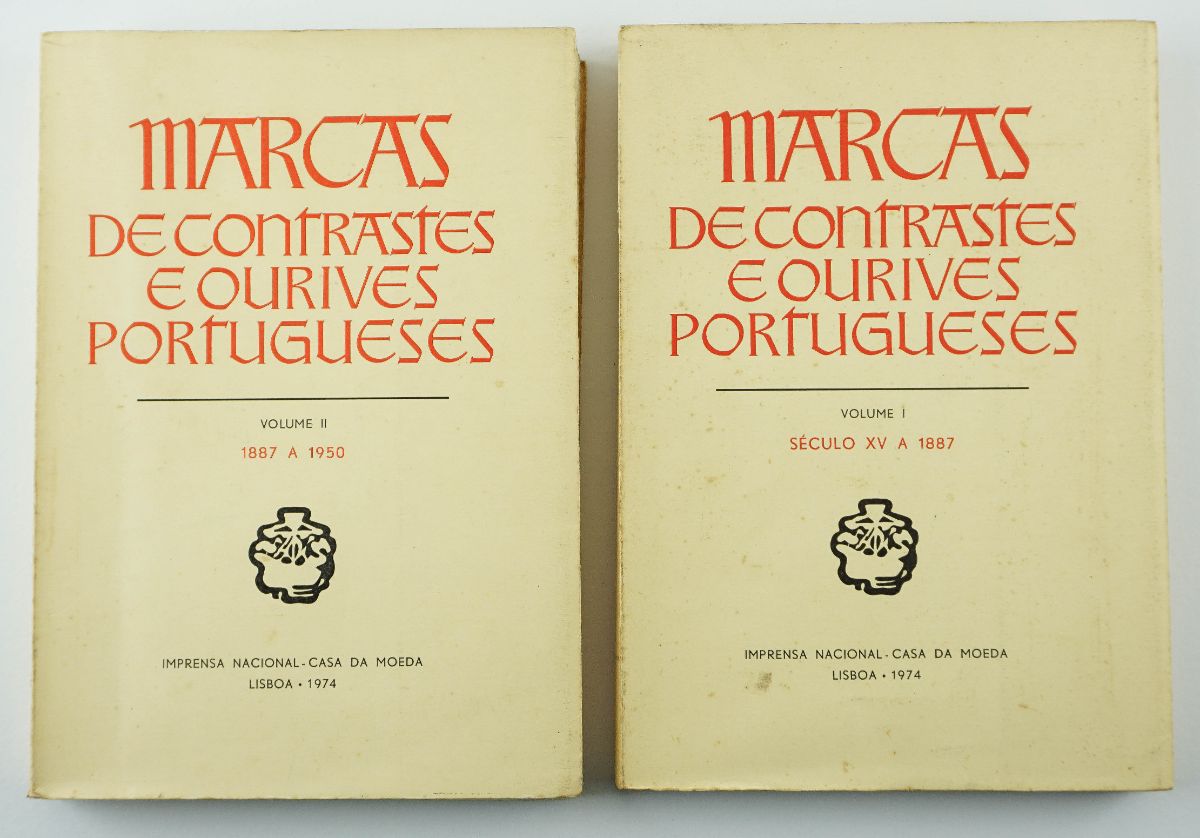 MARCAS
DE CONTRASTES
E OURIVES
PORTUGUESES
VOLUME II
1887 A 1950
IMPRENSA NACIONAL - CASA DA MOEDA
LISBOA • 1974
MARCAS
DE CONTRASTES
E OURIVES
PORTUGUESES
VOLUME I
SÉCULO XV A 1887
IMPRENSA NACIONAL - CASA DA MOEDA
LISBOA • 1974